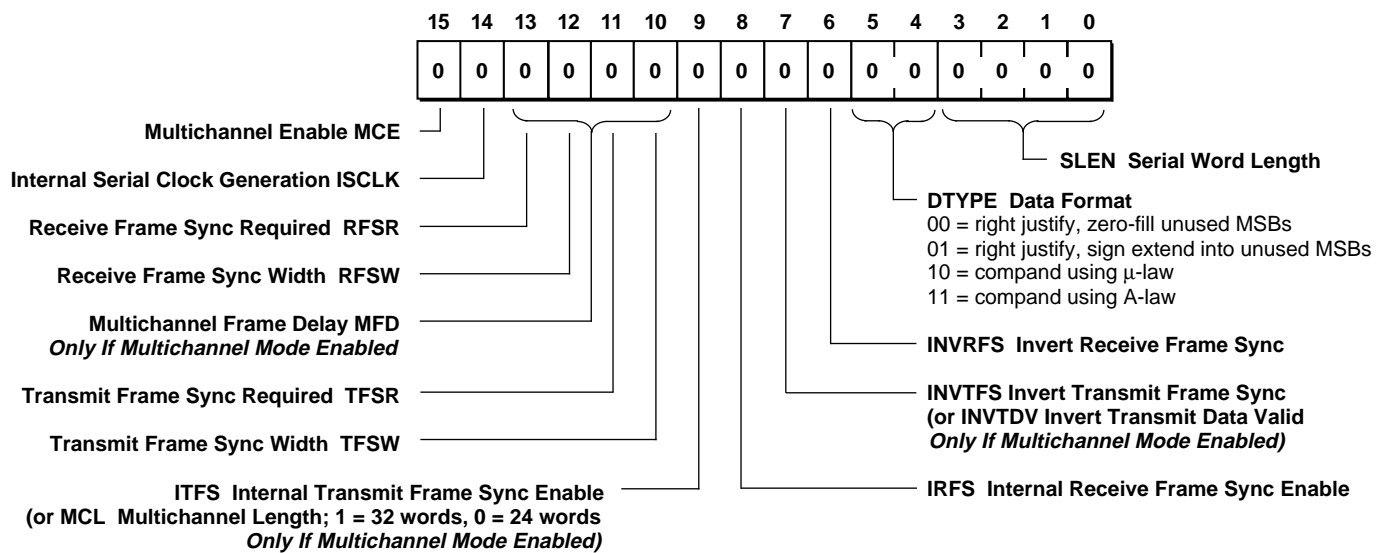 15 14 13 12 11 10 9 8 7 6 5 4 3 2 1 0
0 0 0 0 0 0 0 0 0 0 0 0 0 0 0 0
Multichannel Enable MCE
Internal Serial Clock Generation ISCLK
Receive Frame Sync Required RFSR
Receive Frame Sync Width RFSW
Multichannel Frame Delay MFD
Only If Multichannel Mode Enabled
Transmit Frame Sync Required TFSR
Transmit Frame Sync Width TFSW
ITFS Internal Transmit Frame Sync Enable
(or MCL Multichannel Length; 1 = 32 words, 0 = 24 words
Only If Multichannel Mode Enabled)
SLEN Serial Word Length
DTYPE Data Format
00 = right justify, zero-fill unused MSBs
01 = right justify, sign extend into unused MSBs
10 = compand using μ-law
11 = compand using A-law
INVRFS Invert Receive Frame Sync
INVTFS Invert Transmit Frame Sync
(or INVTDV Invert Transmit Data Valid
Only If Multichannel Mode Enabled)
IRFS Internal Receive Frame Sync Enable